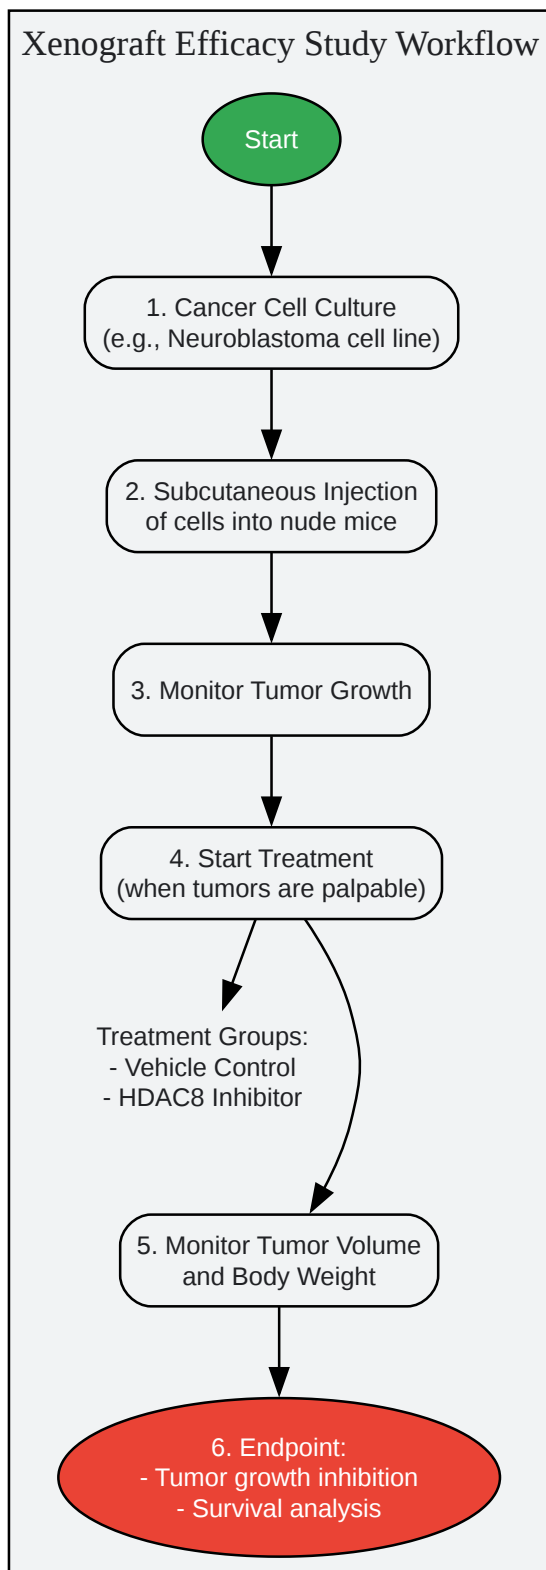 Xenograft Efficacy Study Workflow
Start
1. Cancer Cell Culture
(e.g., Neuroblastoma cell line)
2. Subcutaneous Injection
of cells into nude mice
3. Monitor Tumor Growth
4. Start Treatment
(when tumors are palpable)
Treatment Groups:
- Vehicle Control
- HDAC8 Inhibitor
5. Monitor Tumor Volume
and Body Weight
6. Endpoint:
- Tumor growth inhibition
- Survival analysis